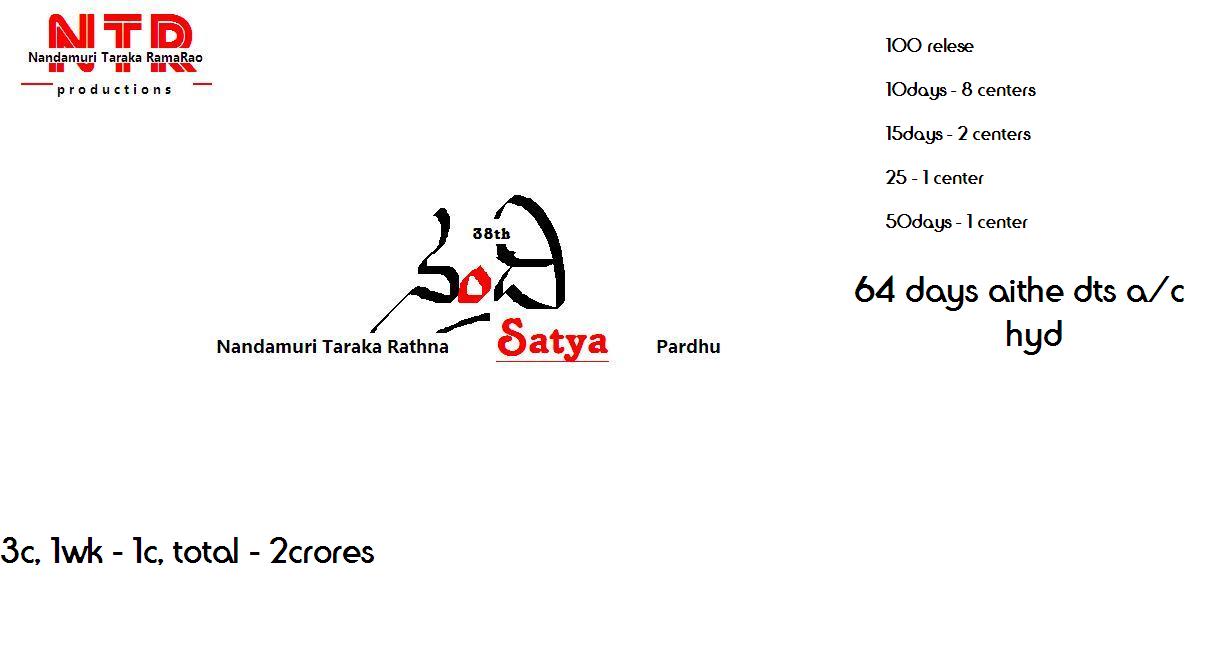 NTR
Nandamuri Taraka RamaRao
productions
100 relese
10days - 8 centers
15days - 2 centers
25 - 1 center
50days - 1 center
38th
64 days aithe dts a/c
hyd
Nandamuri Taraka Rathna Satya Pardhu
3c, 1wk - 1c, total - 2crores